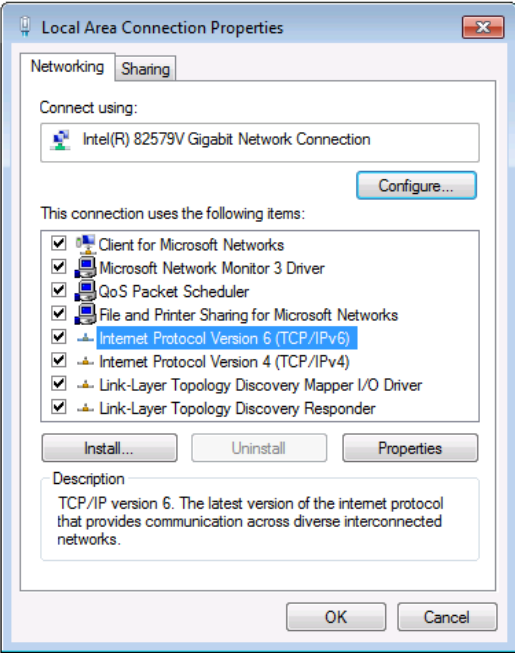 Local Area Connection Properties
Networking
Sharing
Connect using:
Intel(R) 82579V Gigabit Network Connection
Configure...
This connection uses the following items:
Client for Microsoft Networks
Microsoft Network Monitor 3 Driver
QoS Packet Scheduler
File and Printer Sharing for Microsoft Networks
Internet Protocol Version 6 (TCP/IPv6)
Internet Protocol Version 4 (TCP/IPv4)
Link-Layer Topology Discovery Mapper I/O Driver
Link-Layer Topology Discovery Responder
Install...
Uninstall
Properties
Description
TCP/IP version 6. The latest version of the internet protocol
that provides communication across diverse interconnected
networks.
OK
Cancel